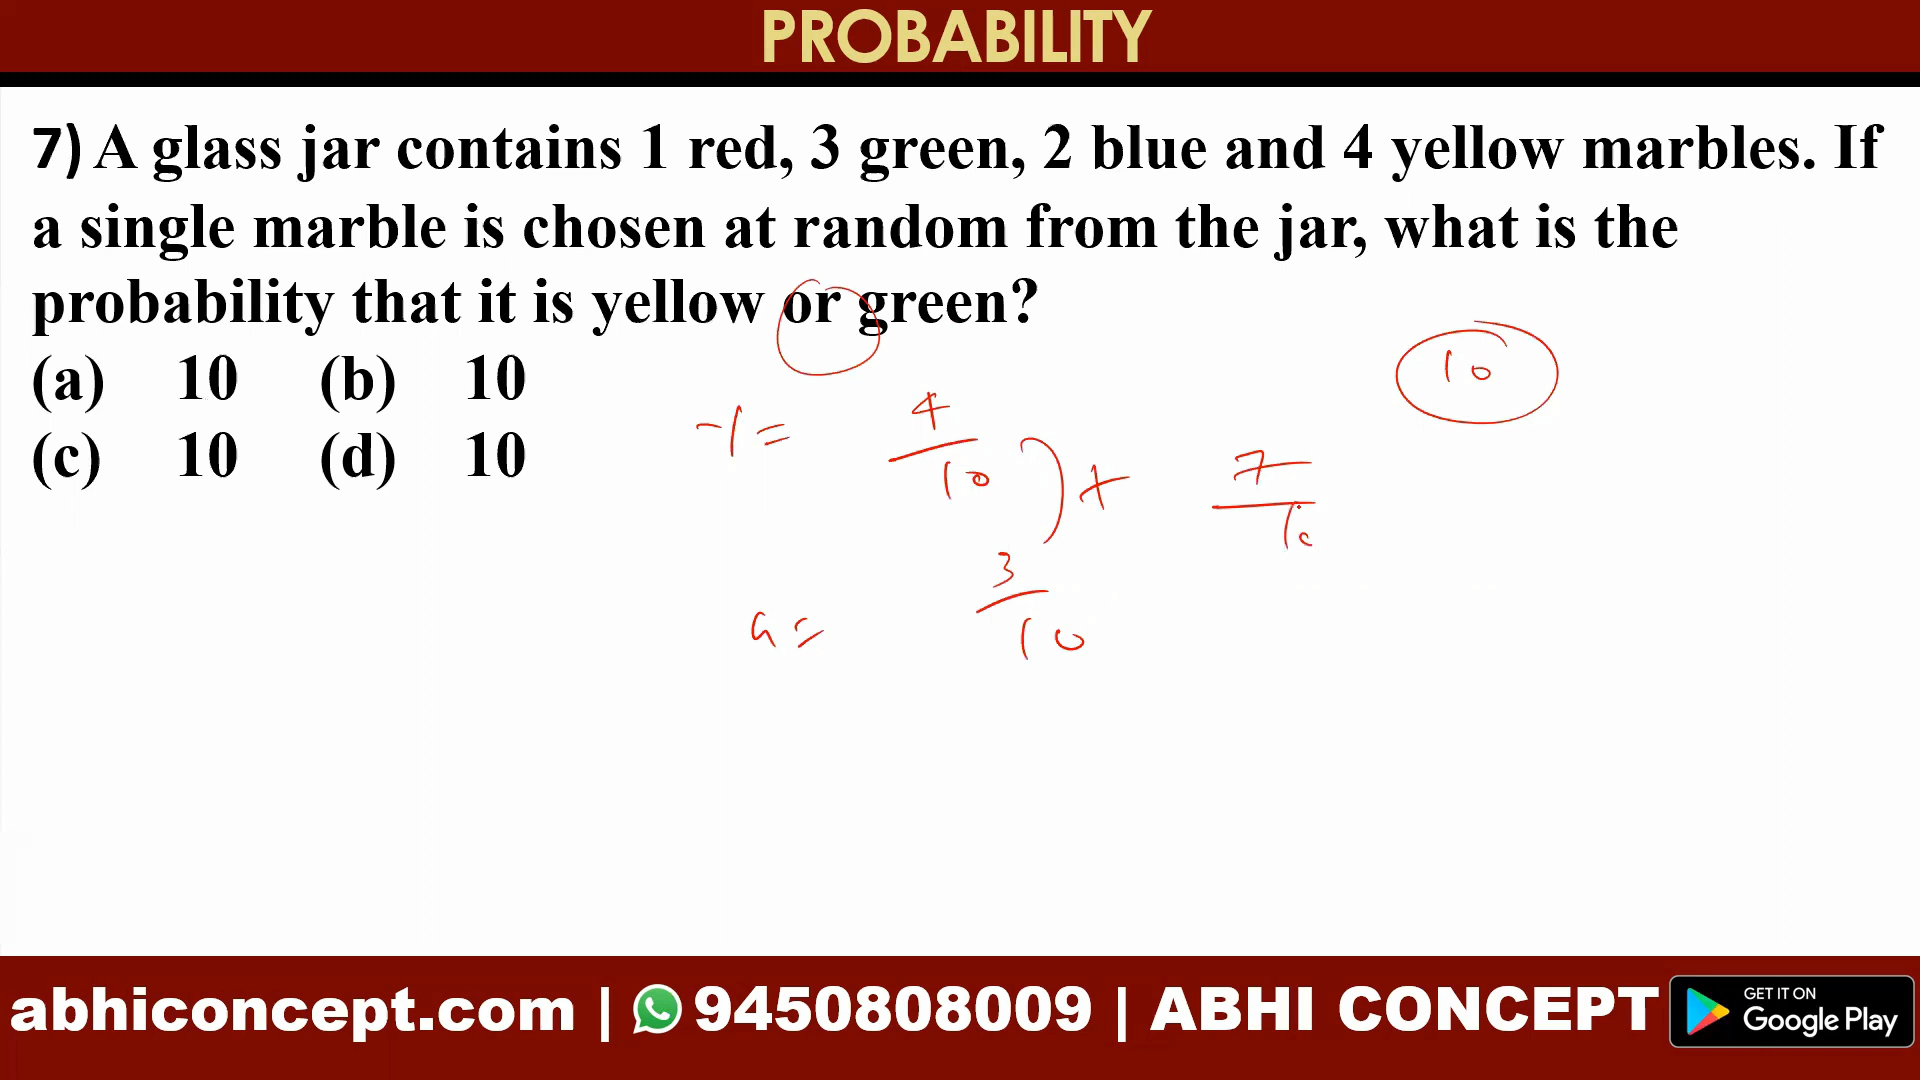 PROBABILITY
7) A glass jar contains 1 red, 3 green, 2 blue and 4 yellow marbles. If
a single marble is chosen at random from the jar, what is the
probability that it is yellow or green?
(a) 10 (b) 10
(c) 10 (d) 10
10
4
10
+
7
10
3
10
abhiconcept.com | 9450808009 | ABHI CONCEPT
GET IT ON
Google Play